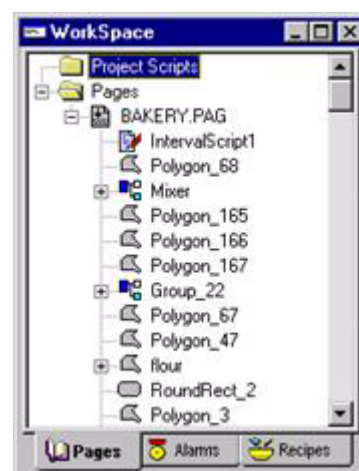 WorkSpace
Project Scripts
Pages
BAKERY.PAG
IntervalScript1
Polygon_68
Mixer
Polygon_165
Polygon_166
Polygon_167
Group_22
Polygon_67
Polygon_47
flour
RoundRect_2
Polygon_3
Pages Alarms Recipes